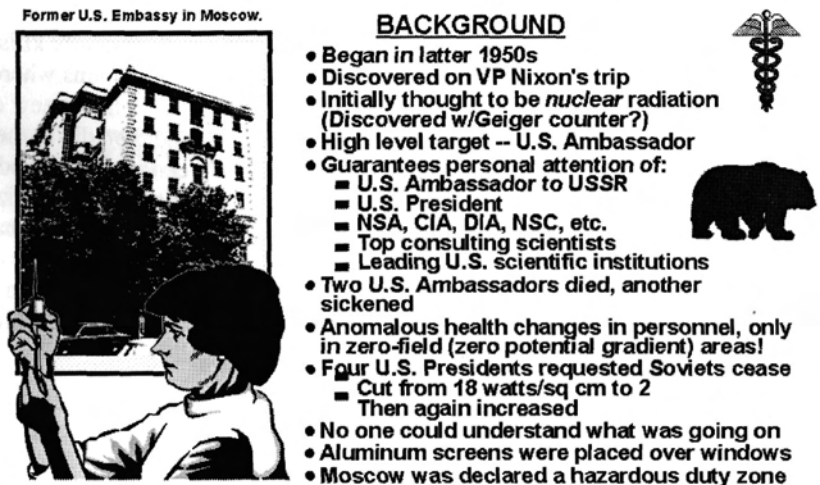 Former U.S. Embassy in Moscow.
BACKGROUND
• Began in latter 1950s
• Discovered on VP Nixon's trip
• Initially thought to be nuclear radiation
(Discovered w/Geiger counter?)
• High level target -- U.S. Ambassador
• Guarantees personal attention of:
▬ U.S. Ambassador to USSR
▬ U.S. President
▬ NSA, CIA, DIA, NSC, etc.
▬ Top consulting scientists
▬ Leading U.S. scientific institutions
• Two U.S. Ambassadors died, another
sickened
• Anomalous health changes in personnel, only
in zero-field (zero potential gradient) areas!
• Four U.S. Presidents requested Soviets cease
▬ Cut from 18 watts/sq cm to 2
Then again increased
• No one could understand what was going on
• Aluminum screens were placed over windows
• Moscow was declared a hazardous duty zone